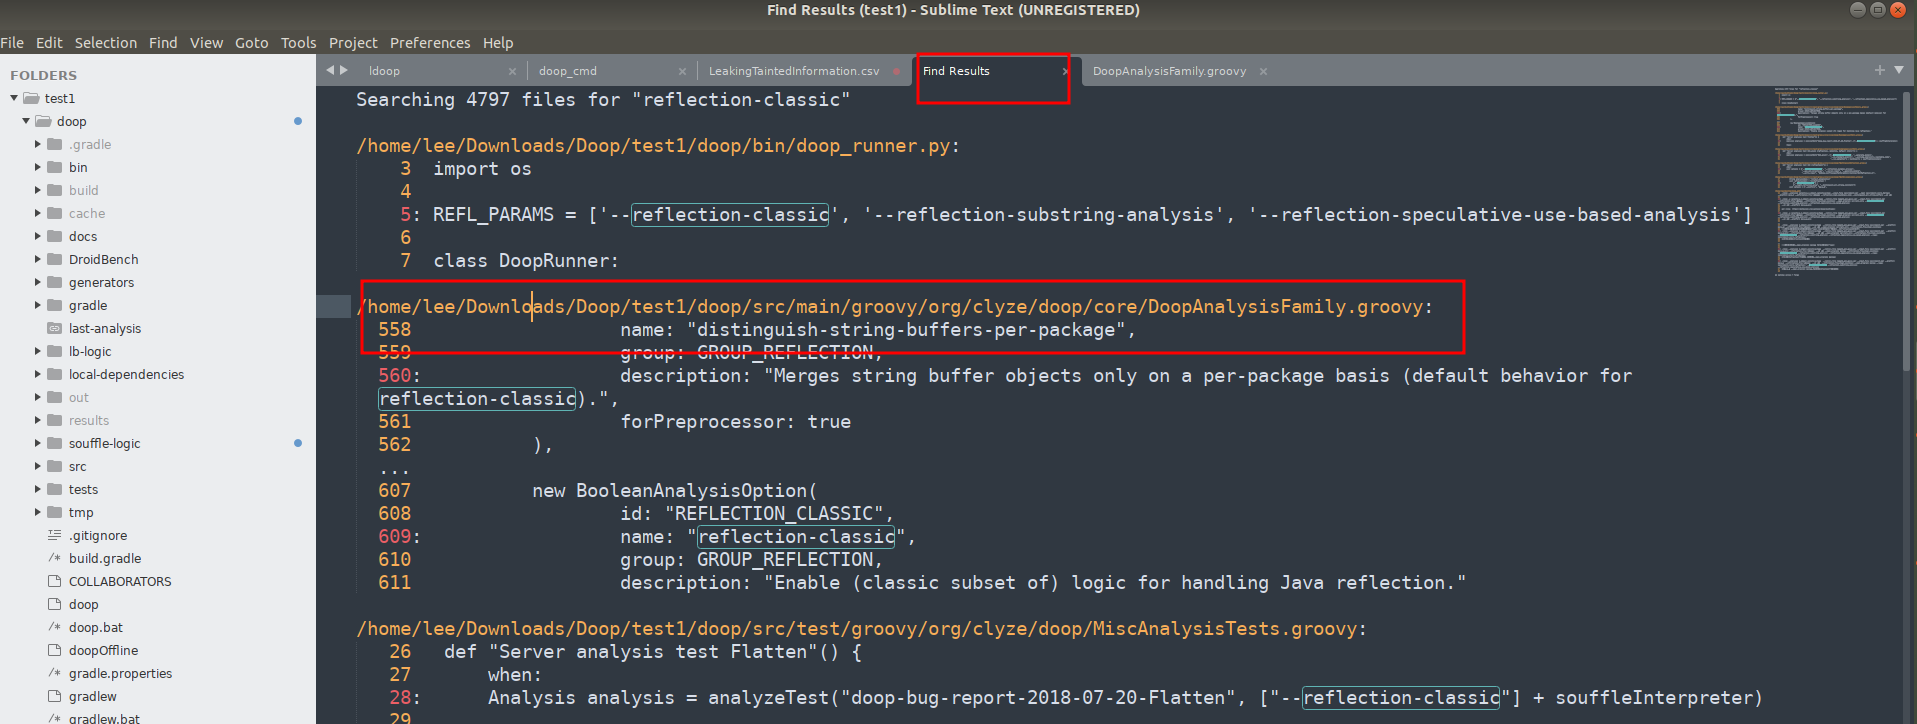 Find Results (test1) - Sublime Text (UNREGISTERED)
File Edit Selection Find View Goto Tools Project Preferences Help
FOLDERS
test1
doop
.gradle
bin
build
cache
docs
DroidBench
generators
gradle
last-analysis
lb-logic
local-dependencies
out
results
souffle-logic
src
tests
tmp
.gitignore
build.gradle
COLLABORATORS
doop
doop.bat
doopOffline
gradle.properties
gradlew
gradlew.bat
ldoop
doop_cmd
LeakingTaintedInformation.csv
Find Results
DoopAnalysisFamily.groovy
Searching 4797 files for "reflection-classic"
/home/lee/Downloads/Doop/test1/doop/bin/doop_runner.py:
3 import os
4
5: REFL_PARAMS = ['--reflection-classic', '--reflection-substring-analysis', '--reflection-speculative-use-based-analysis']
6
7 class DoopRunner:
/home/lee/Downloads/Doop/test1/doop/src/main/groovy/org/clyze/doop/core/DoopAnalysisFamily.groovy:
558 name: "distinguish-string-buffers-per-package",
559 group: GROUP_REFLECTION,
560: description: "Merges string buffer objects only on a per-package basis (default behavior for
reflection-classic).",
561 forPreprocessor: true
562 ),
...
607 new BooleanAnalysisOption(
608 id: "REFLECTION_CLASSIC",
609: name: "reflection-classic",
610 group: GROUP_REFLECTION,
611 description: "Enable (classic subset of) logic for handling Java reflection."
/home/lee/Downloads/Doop/test1/doop/src/test/groovy/org/clyze/doop/MiscAnalysisTests.groovy:
26 def "Server analysis test Flatten"() {
27 when:
28: Analysis analysis = analyzeTest("doop-bug-report-2018-07-20-Flatten", ["--reflection-classic"] + souffleInterpreter)
29